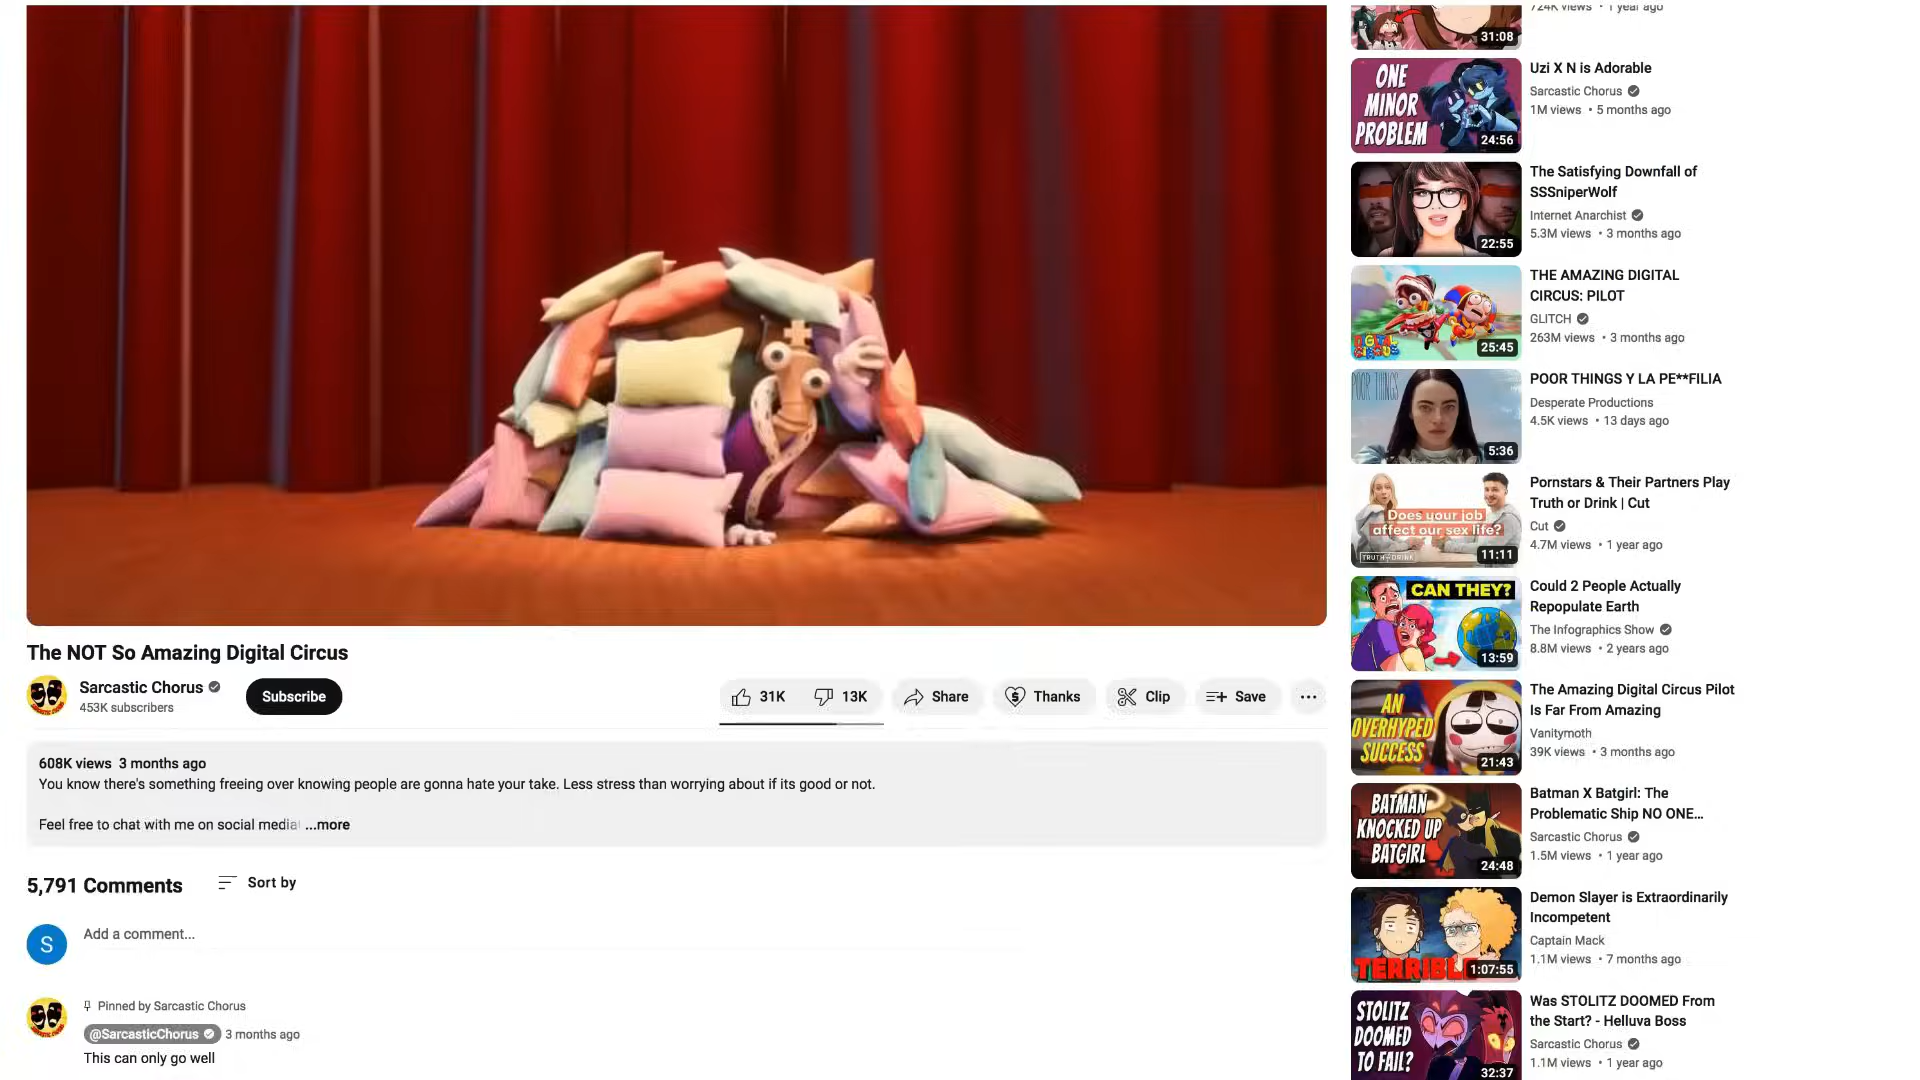 The NOT So Amazing Digital Circus
Sarcastic Chorus
453K subscribers
Subscribe
31K
13K
Share
Thanks
Clip
Save
608K views 3 months ago
You know there's something freeing over knowing people are gonna hate your take. Less stress than worrying about if its good or not.
Feel free to chat with me on social media ...more
5,791 Comments
Sort by
S
Add a comment...
Pinned by Sarcastic Chorus
@SarcasticChorus 3 months ago
This can only go well
724K views • 1 year ago
31:08
ONE
MINOR
PROBLEM
24:56
Uzi X N is Adorable
Sarcastic Chorus
1M views • 5 months ago
22:55
The Satisfying Downfall of
SSSniperWolf
Internet Anarchist
5.3M views • 3 months ago
DIGITAL
CIRCUS
25:45
THE AMAZING DIGITAL
CIRCUS: PILOT
GLITCH
263M views • 3 months ago
POOR THINGS
5:36
POOR THINGS Y LA PE**FILIA
Desperate Productions
4.5K views • 13 days ago
Does your job
affect our sex life?
TRUTH OR DRINK
11:11
Pornstars & Their Partners Play
Truth or Drink | Cut
Cut
4.7M views • 1 year ago
CAN THEY?
13:59
Could 2 People Actually
Repopulate Earth
The Infographics Show
8.8M views • 2 years ago
AN
OVERHYPED
SUCCESS
21:43
The Amazing Digital Circus Pilot
Is Far From Amazing
Vanitymoth
39K views • 3 months ago
BATMAN
KNOCKED UP
BATGIRL
24:48
Batman X Batgirl: The
Problematic Ship NO ONE...
Sarcastic Chorus
1.5M views • 1 year ago
TERRIBLE
1:07:55
Demon Slayer is Extraordinarily
Incompetent
Captain Mack
1.1M views • 7 months ago
STOLITZ
DOOMED
TO FAIL?
32:37
Was STOLITZ DOOMED From
the Start? - Helluva Boss
Sarcastic Chorus
1.1M views • 1 year ago